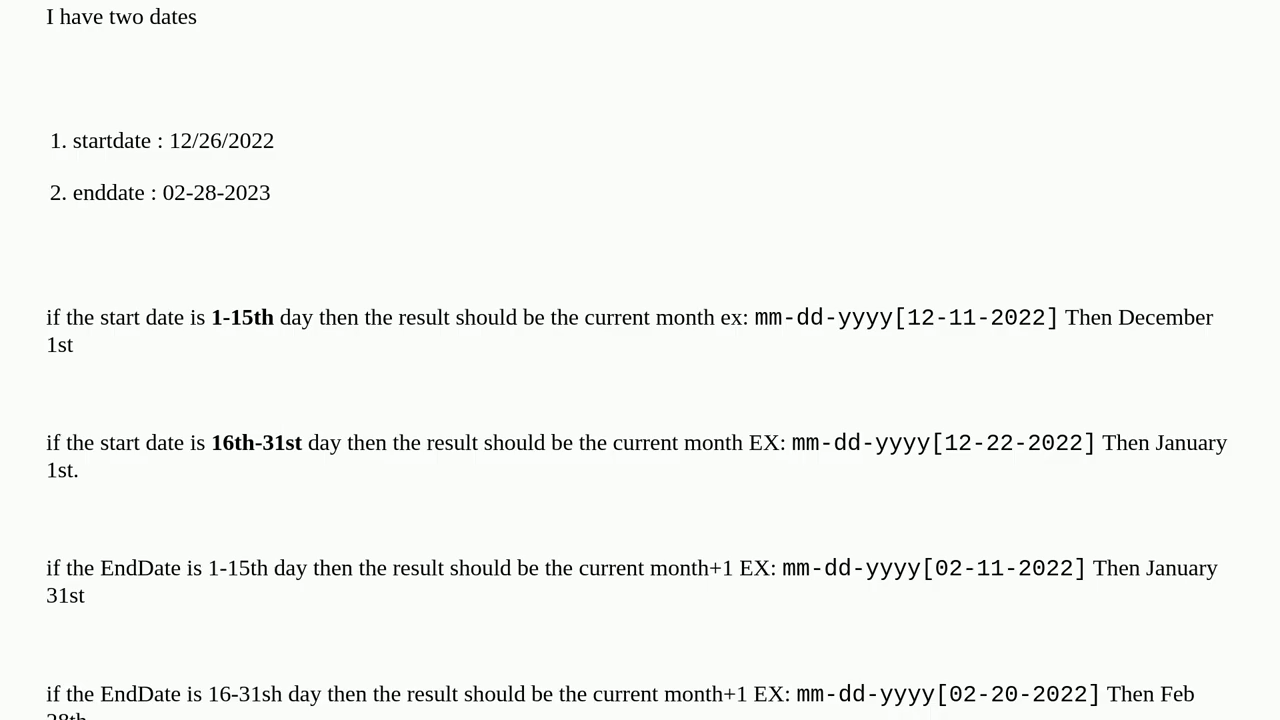 I have two dates
1. startdate : 12/26/2022
2. enddate : 02-28-2023
if the start date is 1-15th day then the result should be the current month ex: mm-dd-yyyy[12-11-2022] Then December
1st
if the start date is 16th-31st day then the result should be the current month EX: mm-dd-yyyy[12-22-2022] Then January
1st.
if the EndDate is 1-15th day then the result should be the current month+1 EX: mm-dd-yyyy[02-11-2022] Then January
31st
if the EndDate is 16-31sh day then the result should be the current month+1 EX: mm-dd-yyyy[02-20-2022] Then Feb
28th